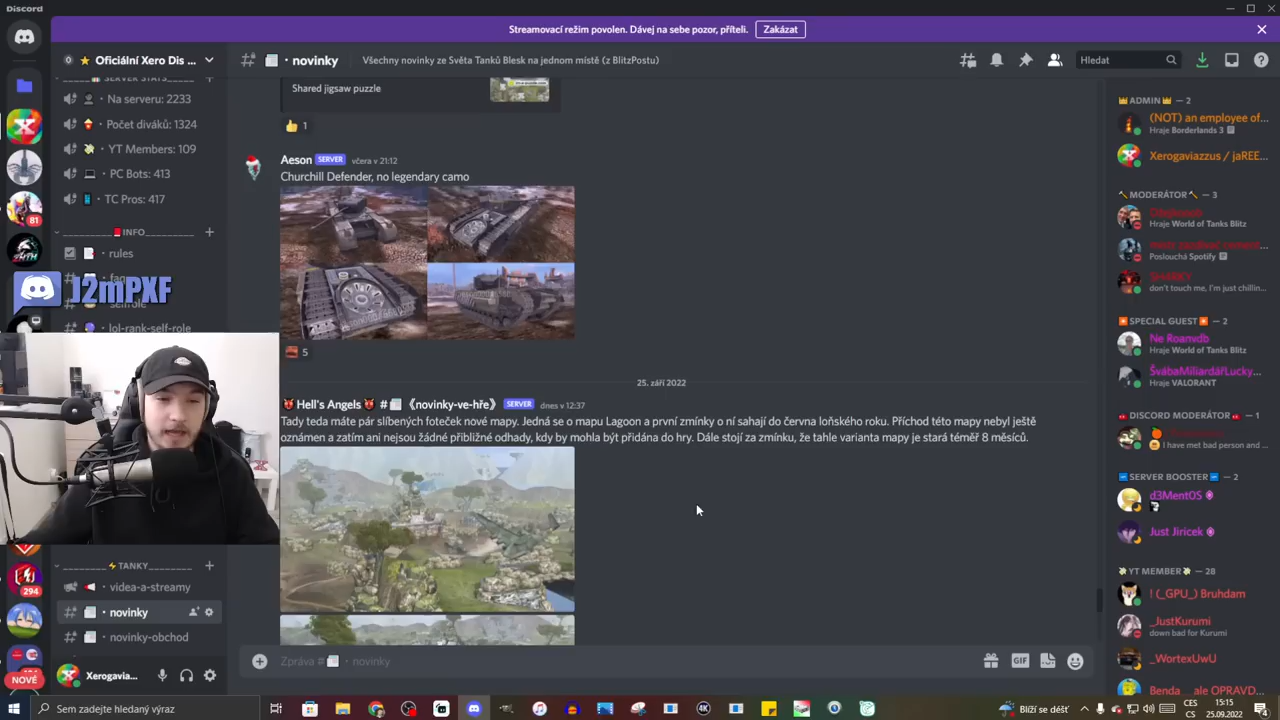 Discord
Streamovací režim povolen. Dávej na sebe pozor, příteli.
Zakázat
Oficiální Xero Dis ...
novinky
Všechny novinky ze Světa Tanků Blesk na jednom místě (z BlitzPostu)
Hledat
SERVER STATS
Na serveru: 2233
Počet diváků: 1324
YT Members: 109
PC Bots: 413
TC Pros: 417
INFO
rules
faq
lol-rank-self-role
J2mPXF
81
294
NOVÉ
TANKY
videa-a-streamy
novinky
novinky-obchod
Xerogavia...
Shared jigsaw puzzle
1
Aeson SERVER včera v 21:12
Churchill Defender, no legendary camo
5
25. září 2022
Hell's Angels # 《novinky-ve-hře》 SERVER dnes v 12:37
Tady teda máte pár slíbených foteček nové mapy. Jedná se o mapu Lagoon a první zmínky o ní sahají do června loňského roku. Příchod této mapy nebyl ještě
oznámen a zatím ani nejsou žádné přibližné odhady, kdy by mohla být přidána do hry. Dále stojí za zmínku, že tahle varianta mapy je stará téměř 8 měsíců.
Zpráva # · novinky
GIF
ADMIN — 2
(NOT) an employee of...
Hraje Borderlands 3
Xerogaviazzus / jaREE...
MODERÁTOR — 3
Hraje World of Tanks Blitz
Poslouchá Spotify
don't touch me, I'm just chillin...
SPECIAL GUEST — 2
Ne Roanvdb
Hraje World of Tanks Blitz
ŠvábaMiliardářLucky...
Hraje VALORANT
DISCORD MODERÁTOR — 1
I have met bad person and ...
SERVER BOOSTER — 2
d3MentOS
Just Jiricek
YT MEMBER — 28
! (_GPU_) Bruhdam
_JustKurumi
down bad for Kurumi
_WortexUwU
Benda__ale OPRAVD...
Sem zadejte hledaný výraz
Blíží se déšť
CES
CS
15:15
25.09.2022